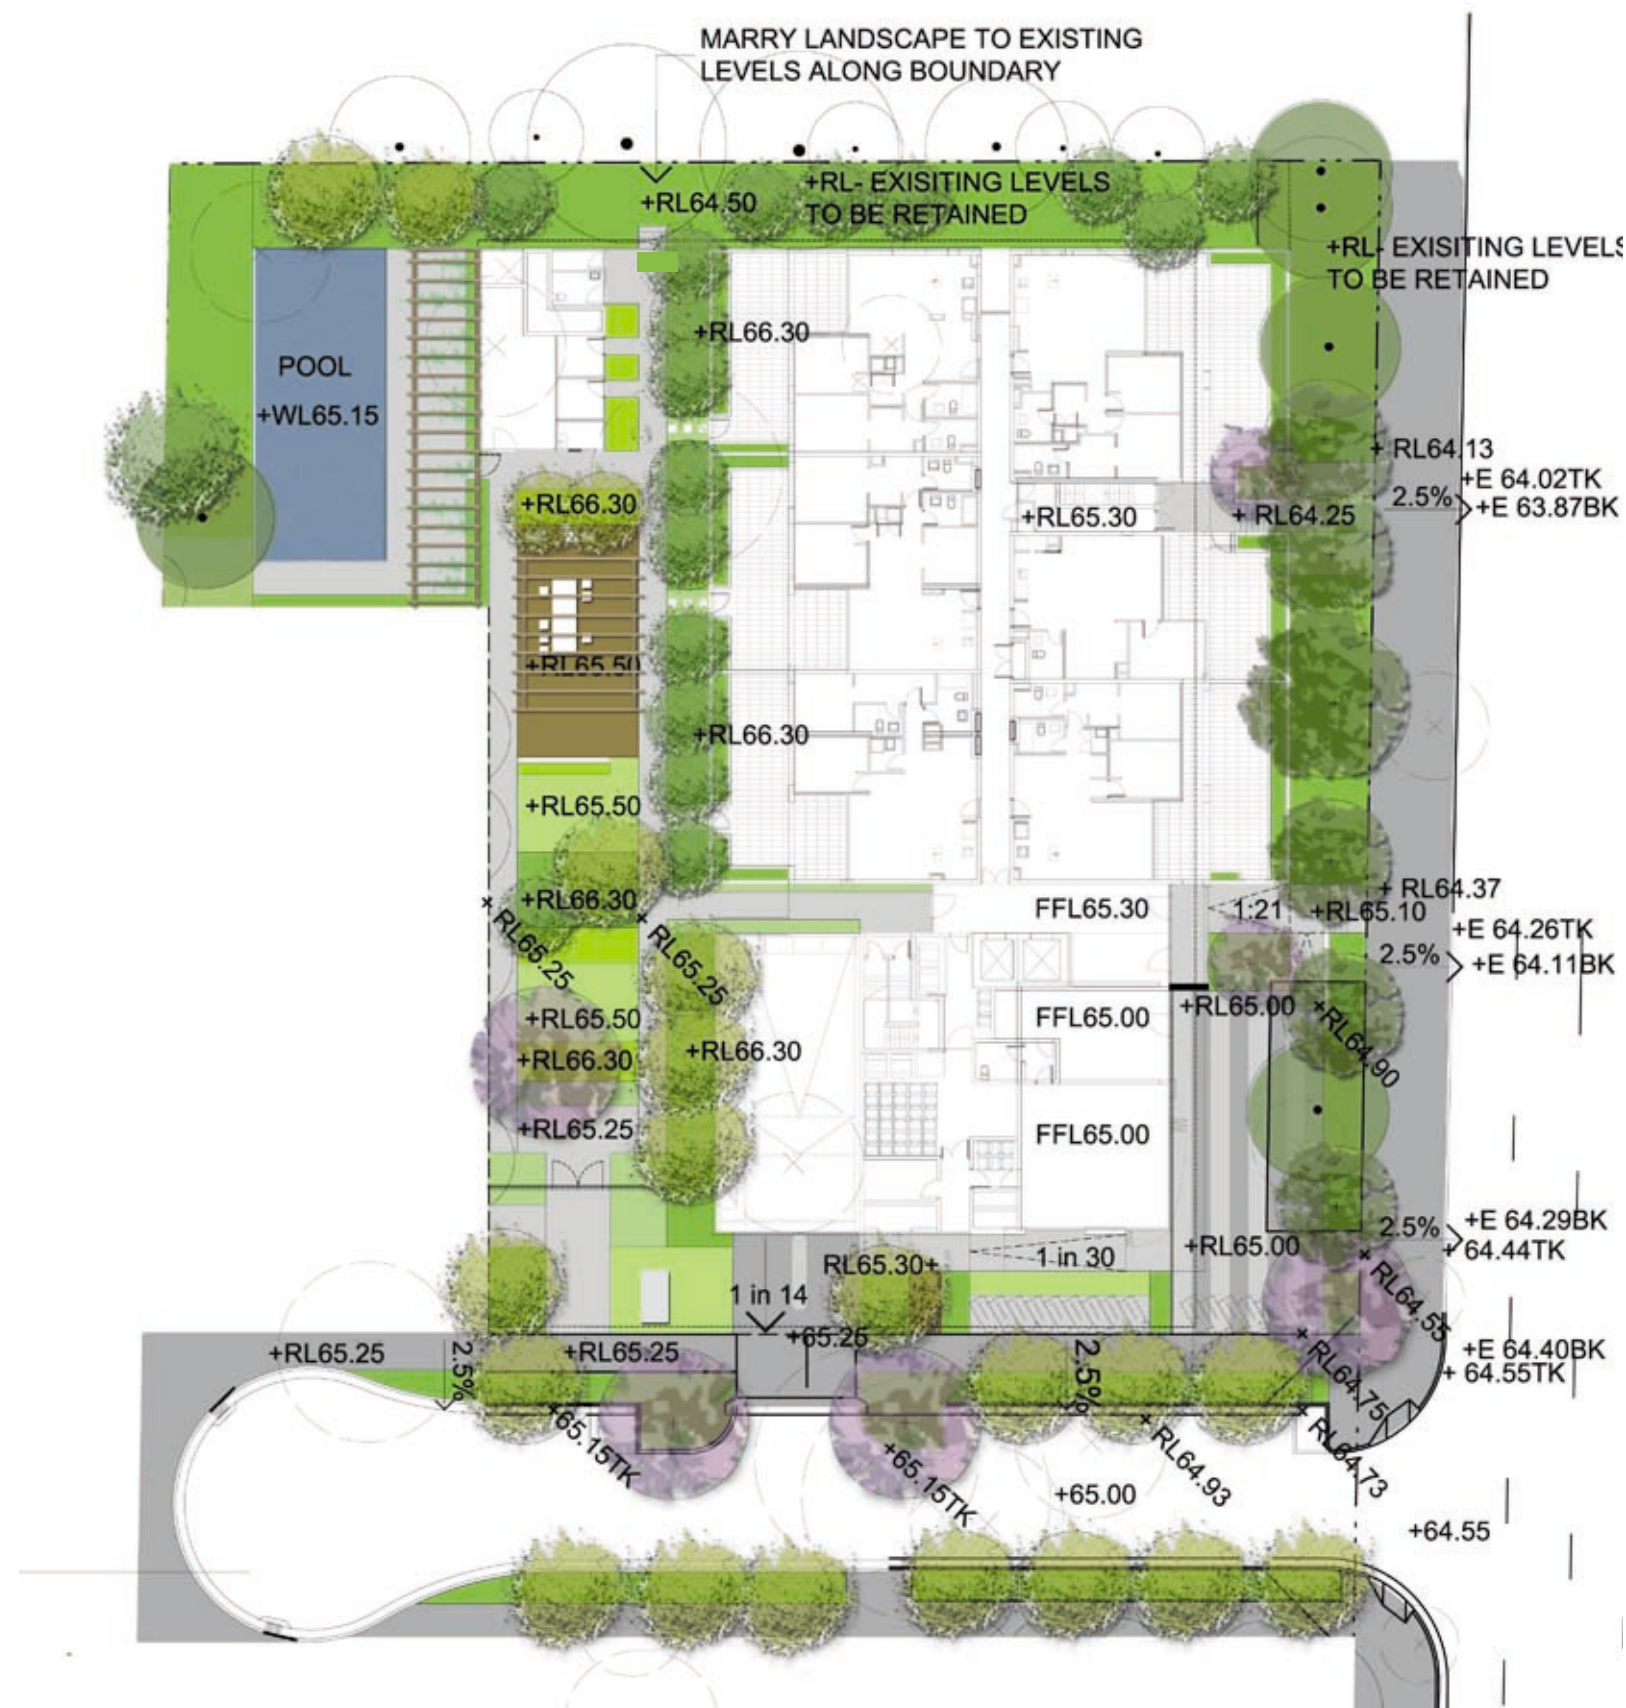 MARRY LANDSCAPE TO EXISTING
LEVELS ALONG BOUNDARY
+RL- EXISITING LEVELS
TO BE RETAINED
+RL64.50
+RL- EXISITING LEVELS
TO BE RETAINED
+RL66.30
POOL
+WL65.15
+ RL64.13
+E 64.02TK
2.5%
+E 63.87BK
+RL66.30
+RL65.30
+ RL64.25
+RL65.50
+RL66.30
+RL65.50
+RL66.30
+ RL64.37
FFL65.30
1:21
+RL65.10
+E 64.26TK
RL65.25
RL65.25
2.5%
+E 64.11BK
+RL65.50
FFL65.00
+RL65.00
+RL64.90
+RL66.30
+RL66.30
+RL65.25
FFL65.00
2.5%
+E 64.29BK
+ 64.44TK
RL65.30+
1 in 30
+RL65.00
RL64.55
1 in 14
+65.25
+RL65.25
2.5%
+RL65.25
2.5%
+E 64.40BK
+ 64.55TK
RL64.75
+65.15TK
+65.15TK
RL64.93
RL64.73
+65.00
+64.55